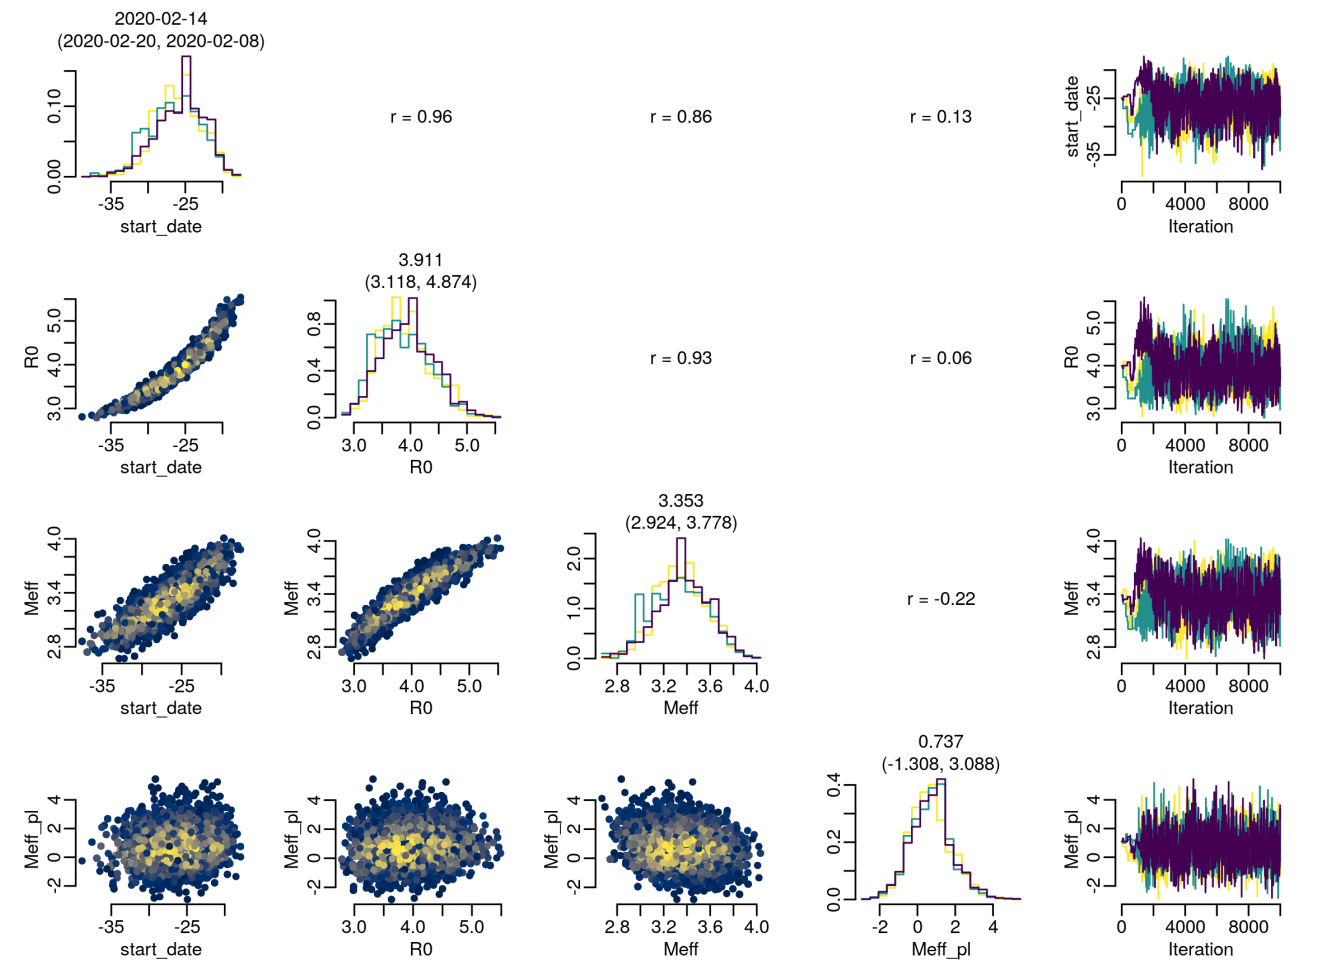 2020-02-14
(2020-02-20, 2020-02-08)
0.00 0.10
-35 -25
start_date
r = 0.96
r = 0.86
r = 0.13
start_date
-35 -25
0 4000 8000
Iteration
R0
3.0 4.0 5.0
-35 -25
start_date
3.911
(3.118, 4.874)
0.0 0.4 0.8
3.0 4.0 5.0
R0
r = 0.93
r = 0.06
R0
3.0 4.0 5.0
0 4000 8000
Iteration
Meff
2.8 3.4 4.0
-35 -25
start_date
Meff
2.8 3.4 4.0
3.0 4.0 5.0
R0
3.353
(2.924, 3.778)
0.0 1.0 2.0
2.8 3.2 3.6 4.0
Meff
r = -0.22
Meff
2.8 3.4 4.0
0 4000 8000
Iteration
Meff_pl
-2 0 2 4
-35 -25
start_date
Meff_pl
-2 0 2 4
3.0 4.0 5.0
R0
Meff_pl
-2 0 2 4
2.8 3.2 3.6 4.0
Meff
0.737
(-1.308, 3.088)
0.0 0.2 0.4
-2 0 2 4
Meff_pl
Meff_pl
-2 0 2 4
0 4000 8000
Iteration